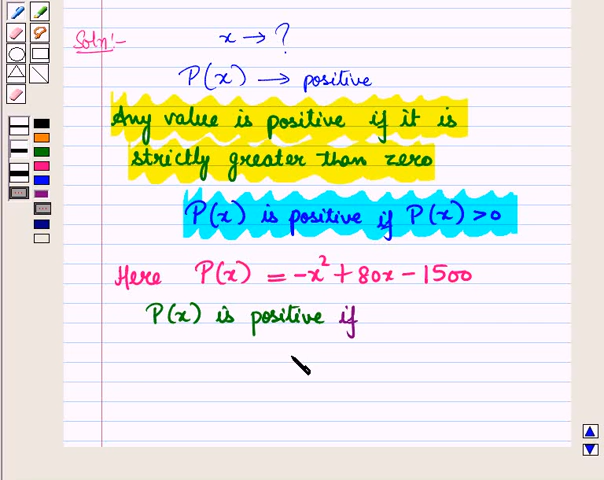 Soln:-
x → ?
P(x) → positive
Any value is positive if it is
strictly greater than zero
P(x) is positive if P(x) > 0
Here P(x) = -x² + 80x - 1500
P(x) is positive if